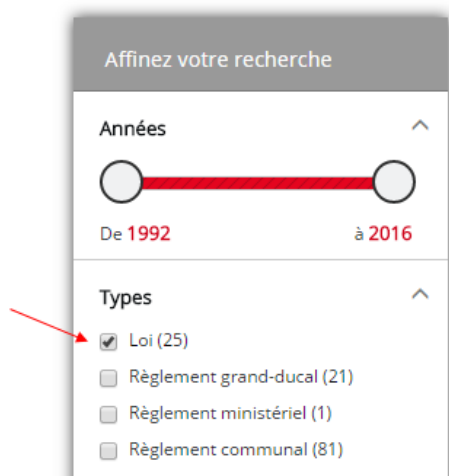 Affinez votre recherche
Années
De 1992 à 2016
Types
Loi (25)
Règlement grand-ducal (21)
Règlement ministériel (1)
Règlement communal (81)